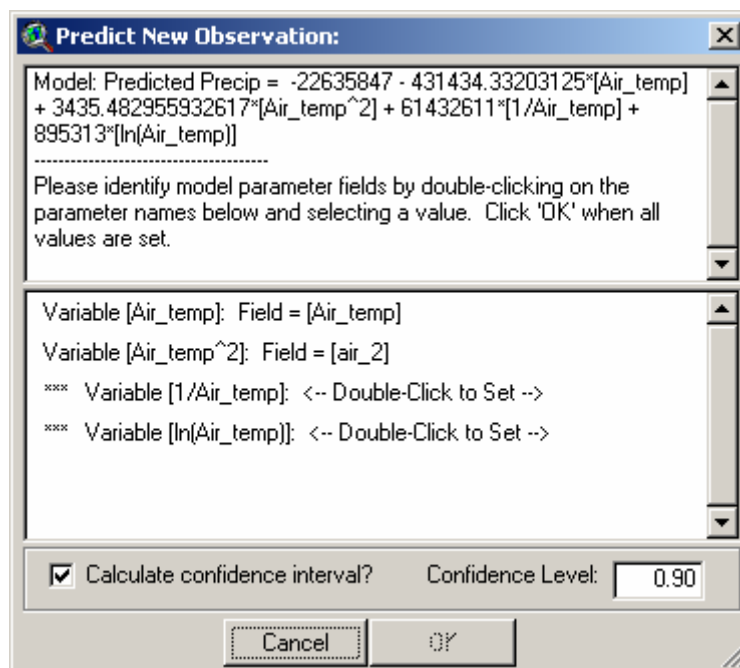 Predict New Observation:
Model: Predicted Precip =  -22635847 - 431434.33203125*[Air_temp]
+ 3435.482955932617*[Air_temp^2] + 61432611*[1/Air_temp] +
895313*[ln(Air_temp)]
---------------------------------------
Please identify model parameter fields by double-clicking on the
parameter names below and selecting a value.  Click 'OK' when all
values are set.
Variable [Air_temp]:  Field = [Air_temp]
Variable [Air_temp^2]:  Field = [air_2]
***   Variable [1/Air_temp]:  <-- Double-Click to Set -->
***   Variable [ln(Air_temp)]:  <-- Double-Click to Set -->
Calculate confidence interval? Confidence Level: 0.90
Cancel OK